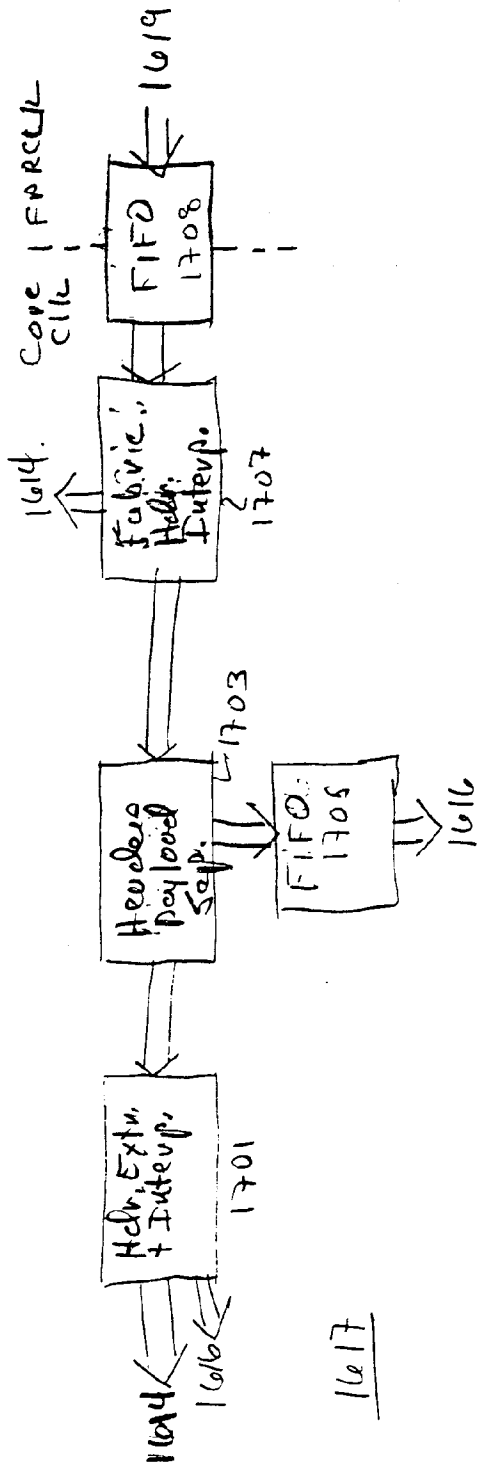 1614
1616
Hdr. Extn.
+ Interp.
1701
1617
Header
Payload
Sep.
1703
FIFO
1705
1616
1614.
Fabric
Hdr.
Interp.
1707
Core
Clk
FABRCLK
FIFO
1708
1619